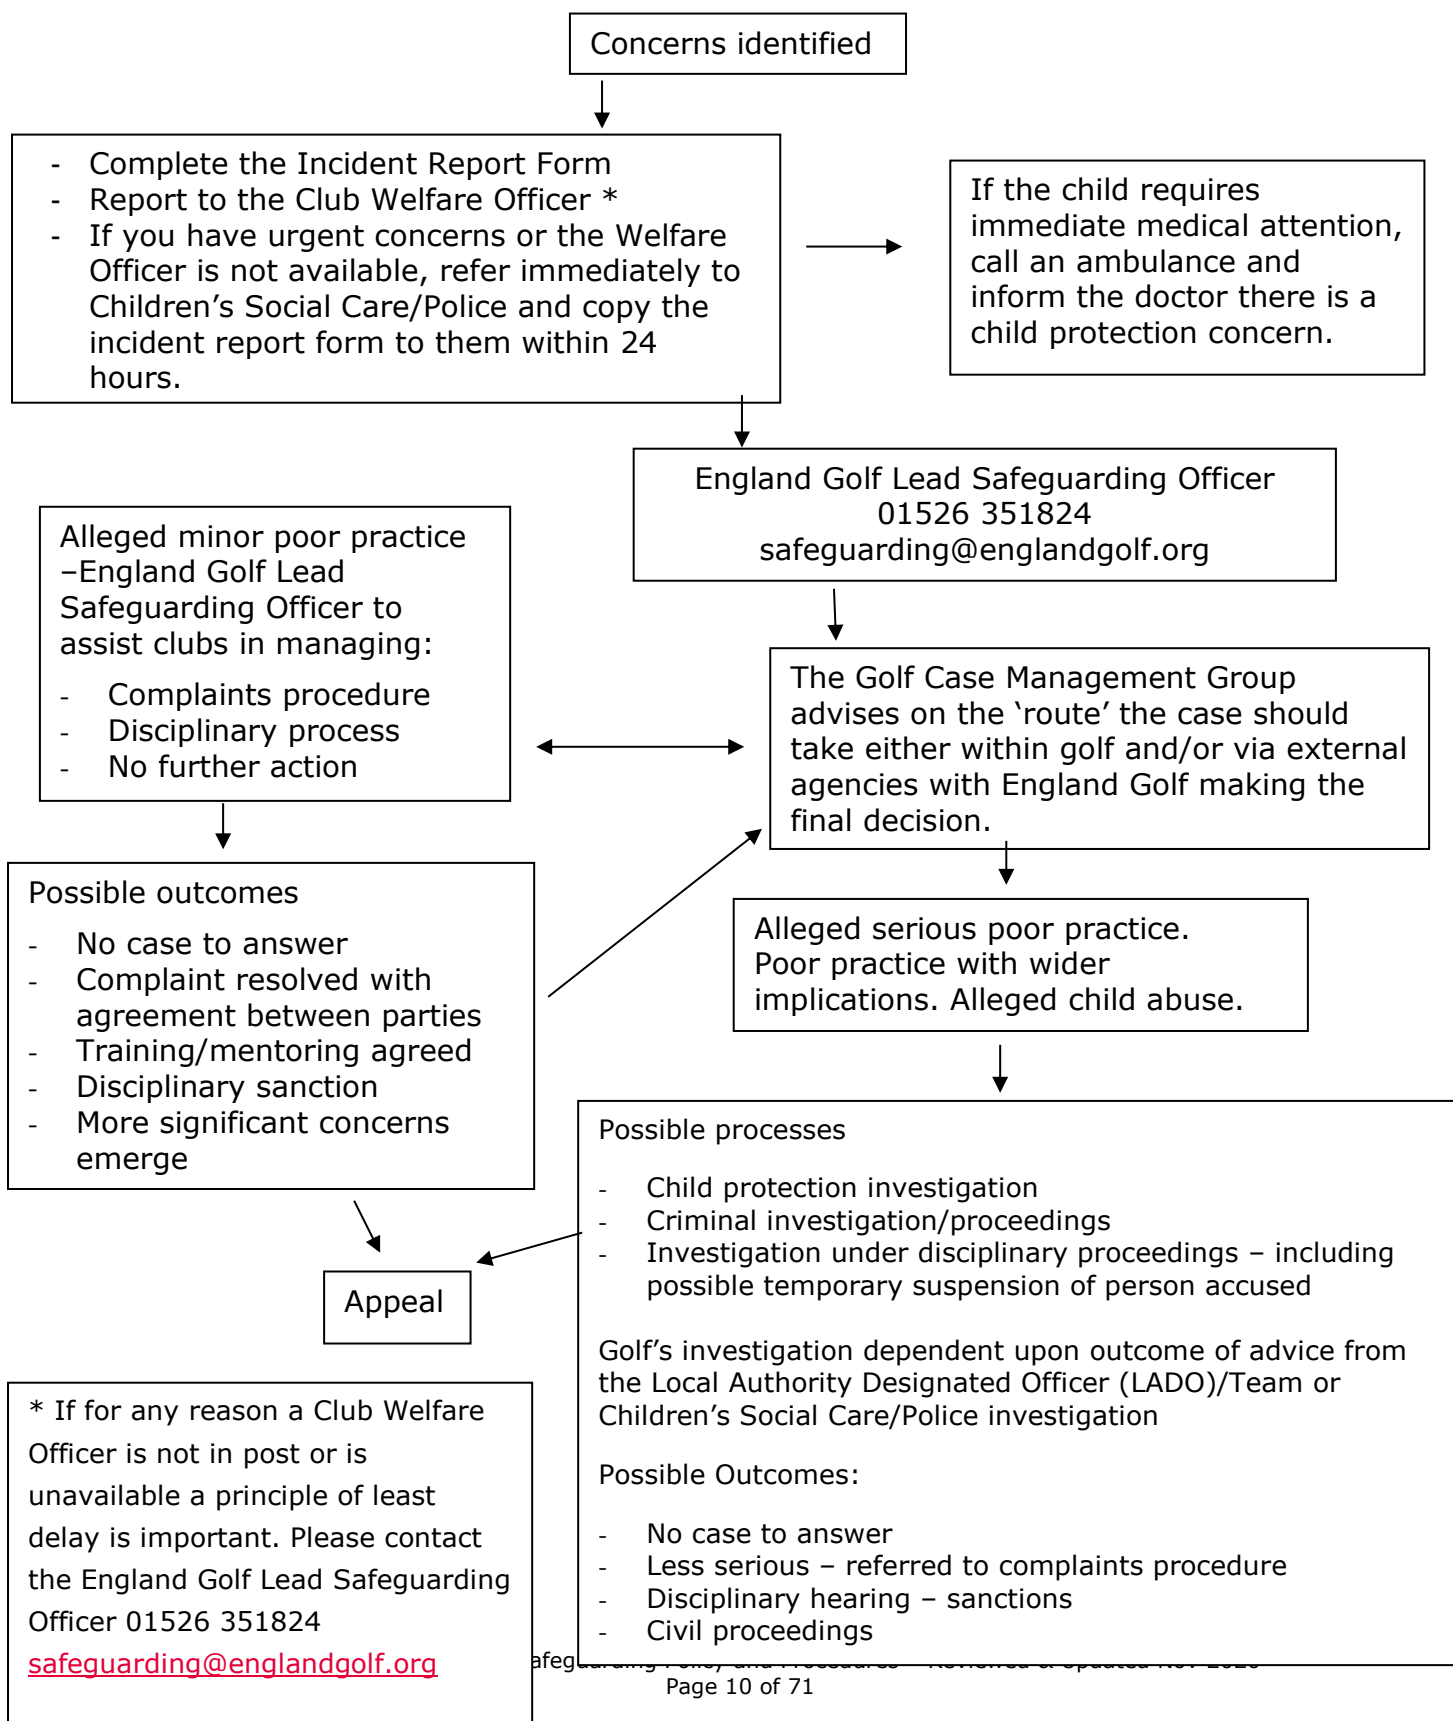 Concerns identified
- Complete the Incident Report Form
- Report to the Club Welfare Officer *
- If you have urgent concerns or the Welfare
Officer is not available, refer immediately to
Children’s Social Care/Police and copy the
incident report form to them within 24
hours.
If the child requires
immediate medical attention,
call an ambulance and
inform the doctor there is a
child protection concern.
England Golf Lead Safeguarding Officer
01526 351824
safeguarding@englandgolf.org
Alleged minor poor practice
–England Golf Lead
Safeguarding Officer to
assist clubs in managing:
- Complaints procedure
- Disciplinary process
- No further action
The Golf Case Management Group
advises on the ‘route’ the case should
take either within golf and/or via external
agencies with England Golf making the
final decision.
Possible outcomes
- No case to answer
- Complaint resolved with
agreement between parties
- Training/mentoring agreed
- Disciplinary sanction
- More significant concerns
emerge
Alleged serious poor practice.
Poor practice with wider
implications. Alleged child abuse.
Possible processes
- Child protection investigation
- Criminal investigation/proceedings
- Investigation under disciplinary proceedings – including
possible temporary suspension of person accused
Golf’s investigation dependent upon outcome of advice from
the Local Authority Designated Officer (LADO)/Team or
Children’s Social Care/Police investigation
Possible Outcomes:
- No case to answer
- Less serious – referred to complaints procedure
- Disciplinary hearing – sanctions
- Civil proceedings
Appeal
* If for any reason a Club Welfare
Officer is not in post or is
unavailable a principle of least
delay is important. Please contact
the England Golf Lead Safeguarding
Officer 01526 351824
safeguarding@englandgolf.org
Policy and Procedures Reviewed & Updated Nov
Page 10 of 71